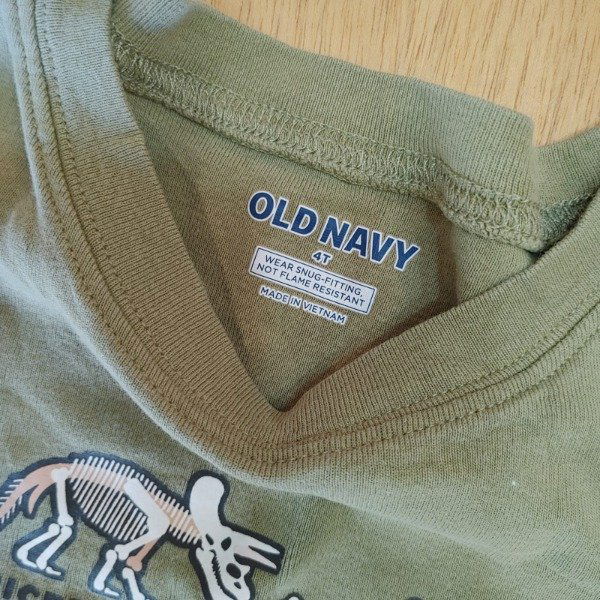 OLD NAVY
4T
WEAR SNUG-FITTING,
NOT FLAME RESISTANT
MADE IN VIETNAM